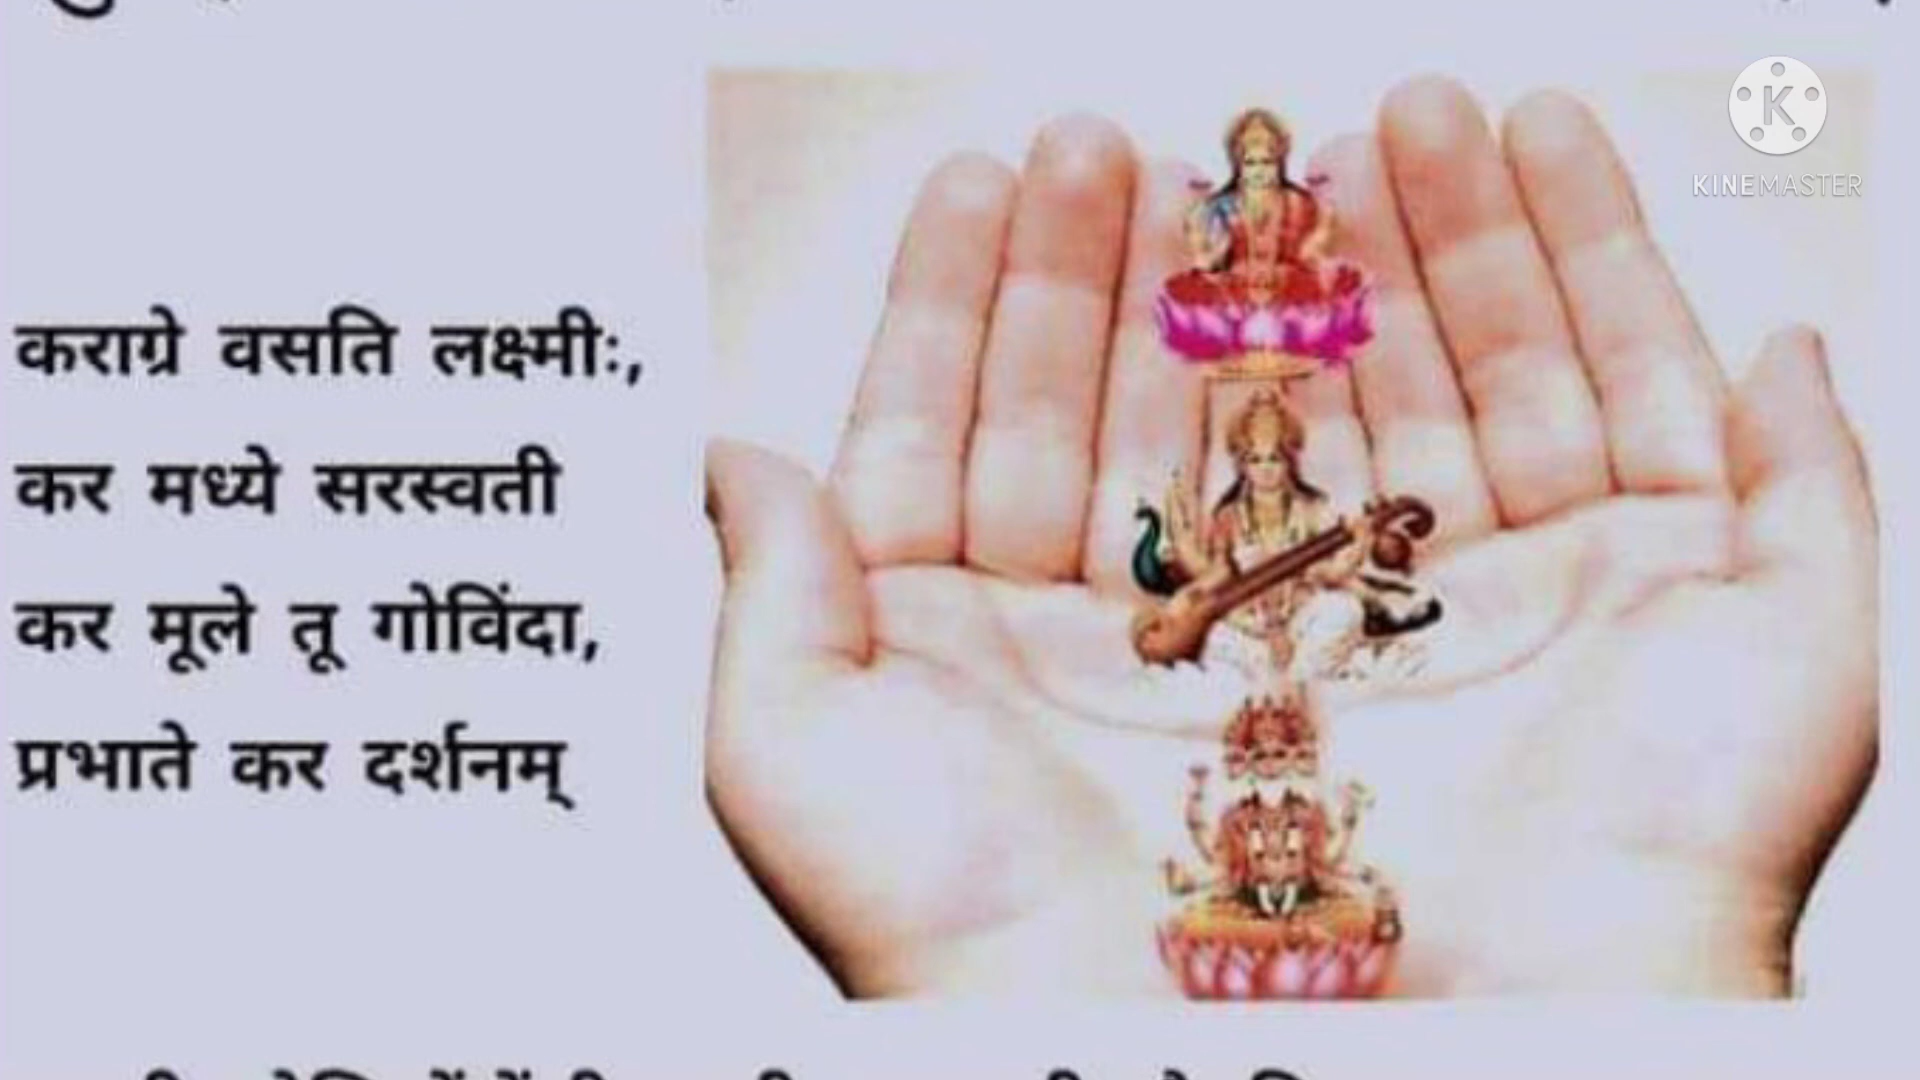 KINEMASTER
कराग्रे वसति लक्ष्मीः,
कर मध्ये सरस्वती
कर मूले तू गोविंदा,
प्रभाते कर दर्शनम्